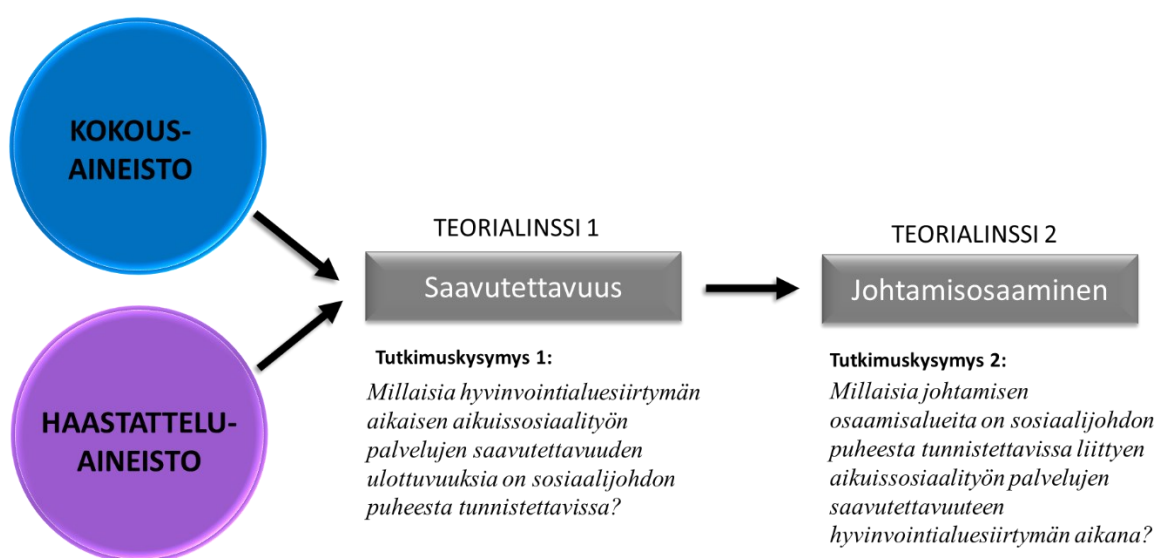 KOKOUS-
AINEISTO
HAASTATTELU-
AINEISTO
TEORIALINSSI 1
Saavutettavuus
Tutkimuskysymys 1:
Millaisia hyvinvointialuesiirtymän
aikaisen aikuissosiaalityön
palvelujen saavutettavuuden
ulottuvuuksia on sosiaalijohdon
puheesta tunnistettavissa?
TEORIALINSSI 2
Johtamisosaaminen
Tutkimuskysymys 2:
Millaisia johtamisen
osaamisalueita on sosiaalijohdon
puheesta tunnistettavissa liittyen
aikuissosiaalityön palvelujen
saavutettavuuteen
hyvinvointialuesiirtymän aikana?